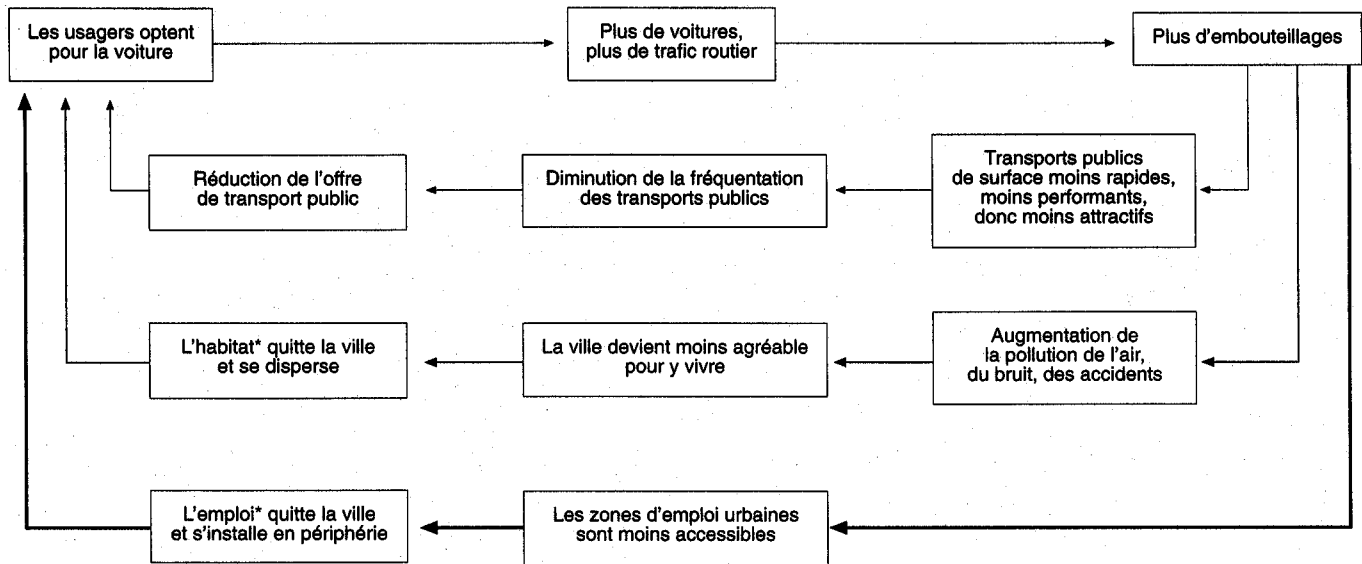 Les usagers optent
pour la voiture
Plus de voitures,
plus de trafic routier
Plus d'embouteillages
Réduction de l'offre
de transport public
Diminution de la fréquentation
des transports publics
Transports publics
de surface moins rapides,
moins performants,
donc moins attractifs
L'habitat* quitte la ville
et se disperse
La ville devient moins agréable
pour y vivre
Augmentation de
la pollution de l'air,
du bruit, des accidents
L'emploi* quitte la ville
et s'installe en périphérie
Les zones d'emploi urbaines
sont moins accessibles